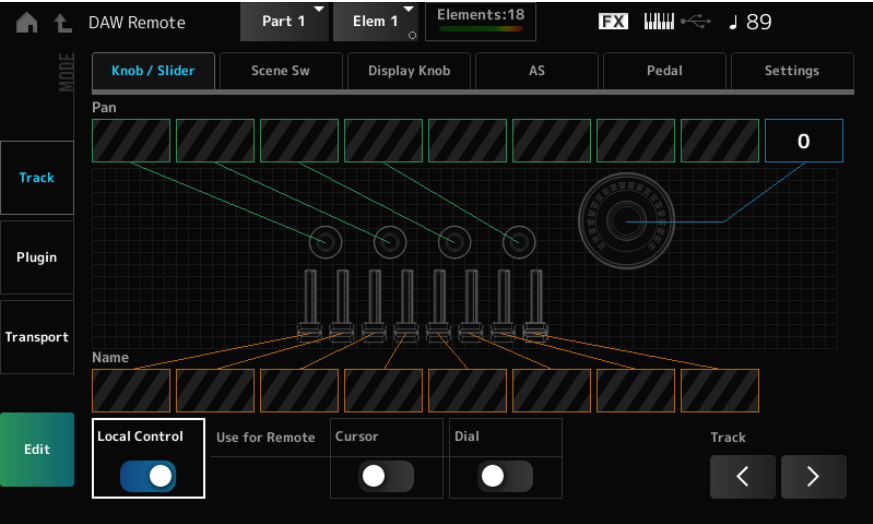 DAW Remote
Part 1
Elem 1
Elements:18
FX
♩ 89
MODE
Knob / Slider
Scene Sw
Display Knob
AS
Pedal
Settings
Pan
0
Track
Plugin
Transport
Name
Edit
Local Control
Use for Remote
Cursor
Dial
Track